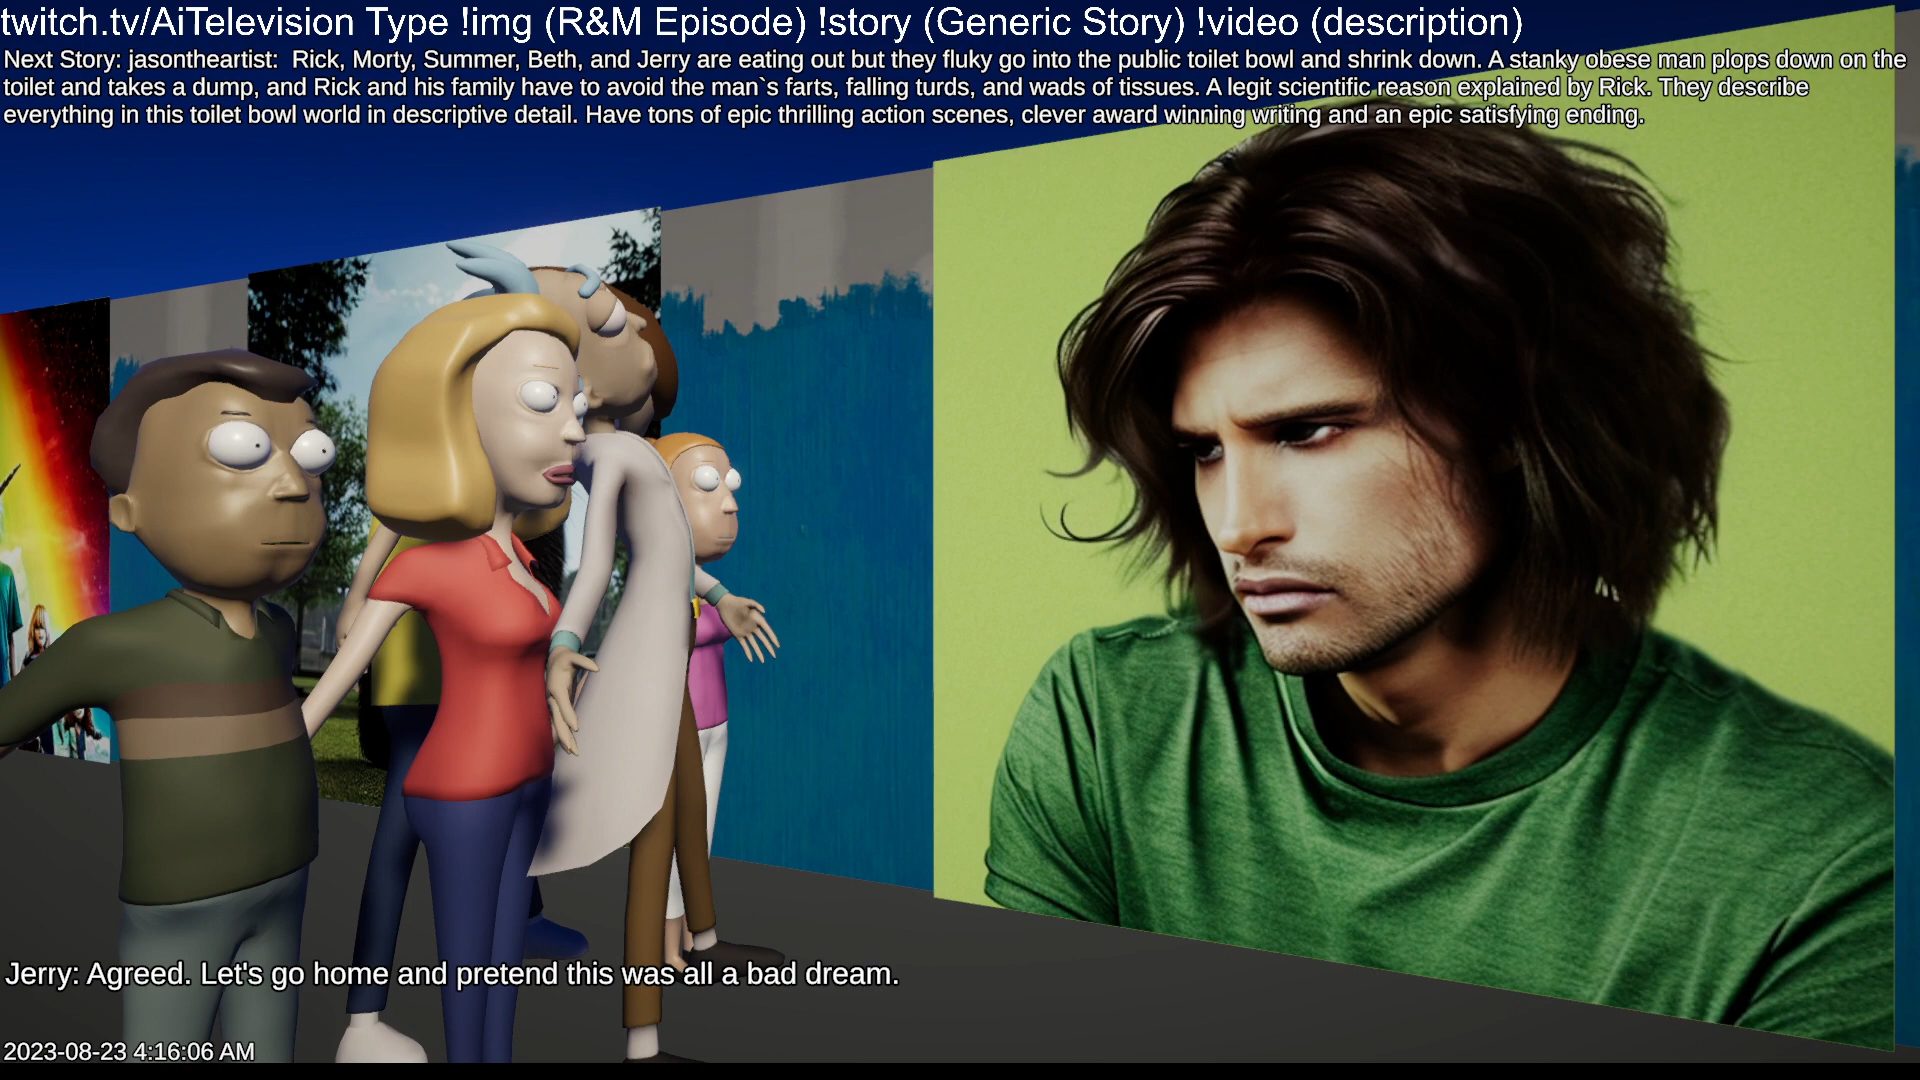 twitch.tv/AiTelevision Type !img (R&M Episode) !story (Generic Story) !video (description)
Next Story: jasontheartist:  Rick, Morty, Summer, Beth, and Jerry are eating out but they fluky go into the public toilet bowl and shrink down. A stanky obese man plops down on the
toilet and takes a dump, and Rick and his family have to avoid the man`s farts, falling turds, and wads of tissues. A legit scientific reason explained by Rick. They describe
everything in this toilet bowl world in descriptive detail. Have tons of epic thrilling action scenes, clever award winning writing and an epic satisfying ending.
Jerry: Agreed. Let's go home and pretend this was all a bad dream.
2023-08-23 4:16:06 AM